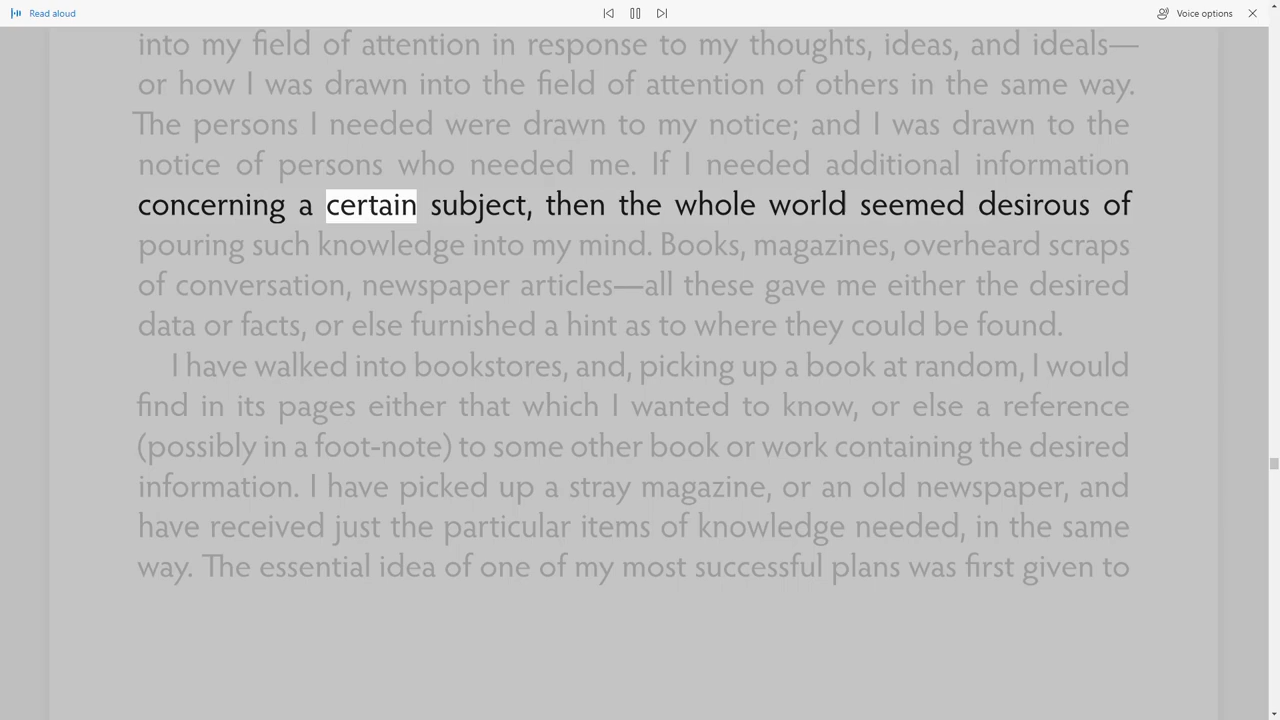 Read aloud
Voice options
into my field of attention in response to my thoughts, ideas, and ideals—
or how I was drawn into the field of attention of others in the same way.
The persons I needed were drawn to my notice; and I was drawn to the
notice of persons who needed me. If I needed additional information
concerning a certain subject, then the whole world seemed desirous of
pouring such knowledge into my mind. Books, magazines, overheard scraps
of conversation, newspaper articles—all these gave me either the desired
data or facts, or else furnished a hint as to where they could be found.
I have walked into bookstores, and, picking up a book at random, I would
find in its pages either that which I wanted to know, or else a reference
(possibly in a foot-note) to some other book or work containing the desired
information. I have picked up a stray magazine, or an old newspaper, and
have received just the particular items of knowledge needed, in the same
way. The essential idea of one of my most successful plans was first given to